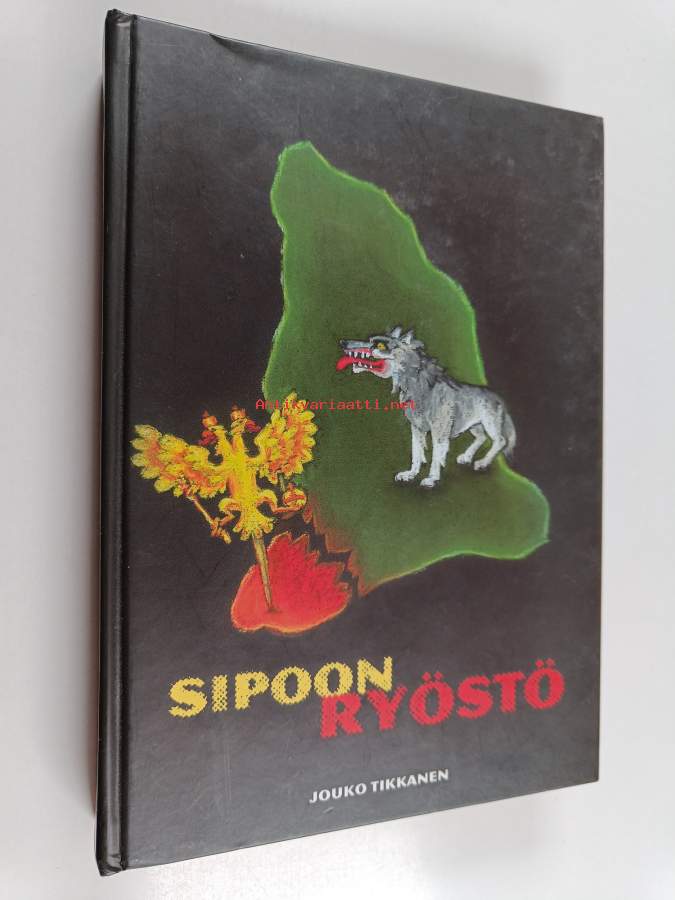 Antikvariaatti.net
SIPOON
RYÖSTÖ
JOUKO TIKKANEN